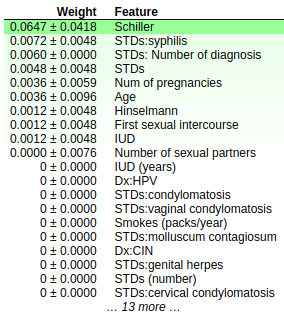 Weight Feature
0.0647 ± 0.0418 Schiller
0.0072 ± 0.0048 STDs:syphilis
0.0060 ± 0.0000 STDs: Number of diagnosis
0.0048 ± 0.0048 STDs
0.0036 ± 0.0059 Num of pregnancies
0.0036 ± 0.0096 Age
0.0012 ± 0.0048 Hinselmann
0.0012 ± 0.0048 First sexual intercourse
0.0012 ± 0.0048 IUD
0.0000 ± 0.0076 Number of sexual partners
0 ± 0.0000 IUD (years)
0 ± 0.0000 Dx:HPV
0 ± 0.0000 STDs:condylomatosis
0 ± 0.0000 STDs:vaginal condylomatosis
0 ± 0.0000 Smokes (packs/year)
0 ± 0.0000 STDs:molluscum contagiosum
0 ± 0.0000 Dx:CIN
0 ± 0.0000 STDs:genital herpes
0 ± 0.0000 STDs (number)
0 ± 0.0000 STDs:cervical condylomatosis
… 13 more …